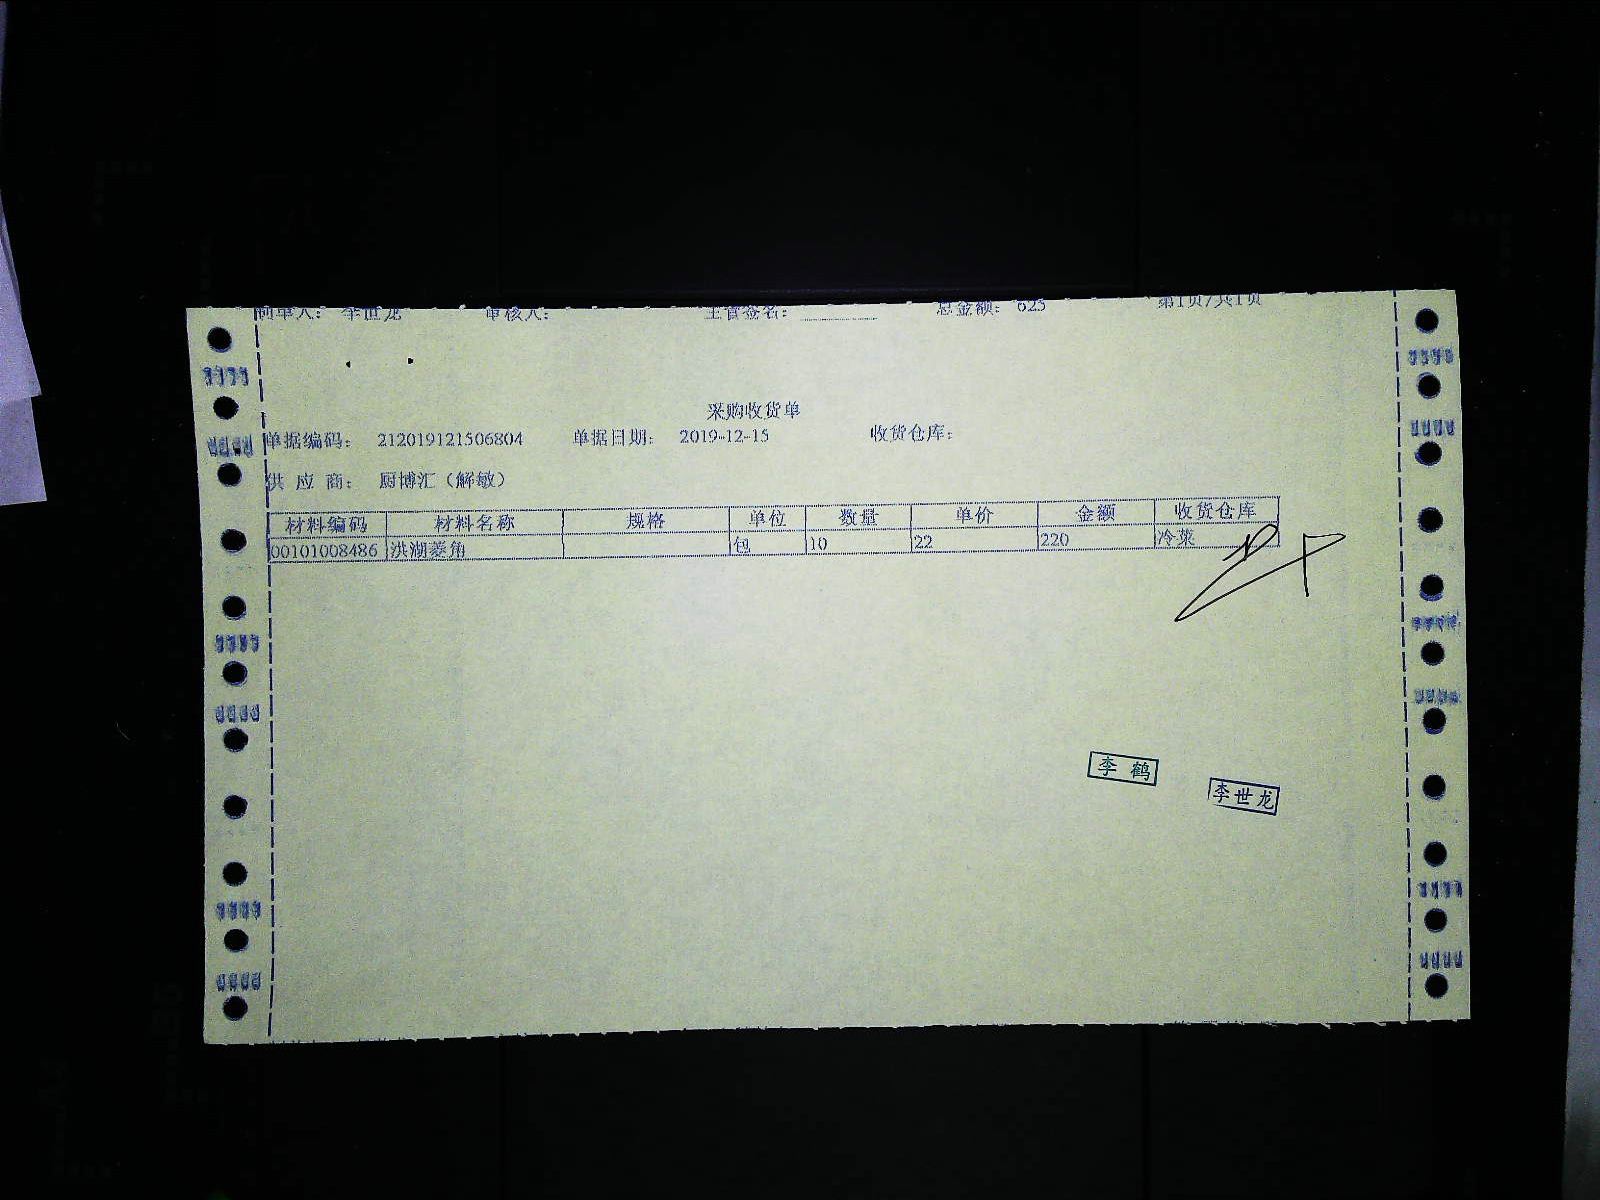 制单人： 李世龙 审核人： 主管签名： 总金额： 625 第1页/共1页
采购收货单
单据编码： 212019121506804 单据日期： 2019-12-15 收货仓库：
供 应 商： 厨博汇（解敏）
材料编码 材料名称 规格 单位 数量 单价 金额 收货仓库
00101008486 洪湖菱角 包 10 22 220 冷菜
李 鹤
李世龙